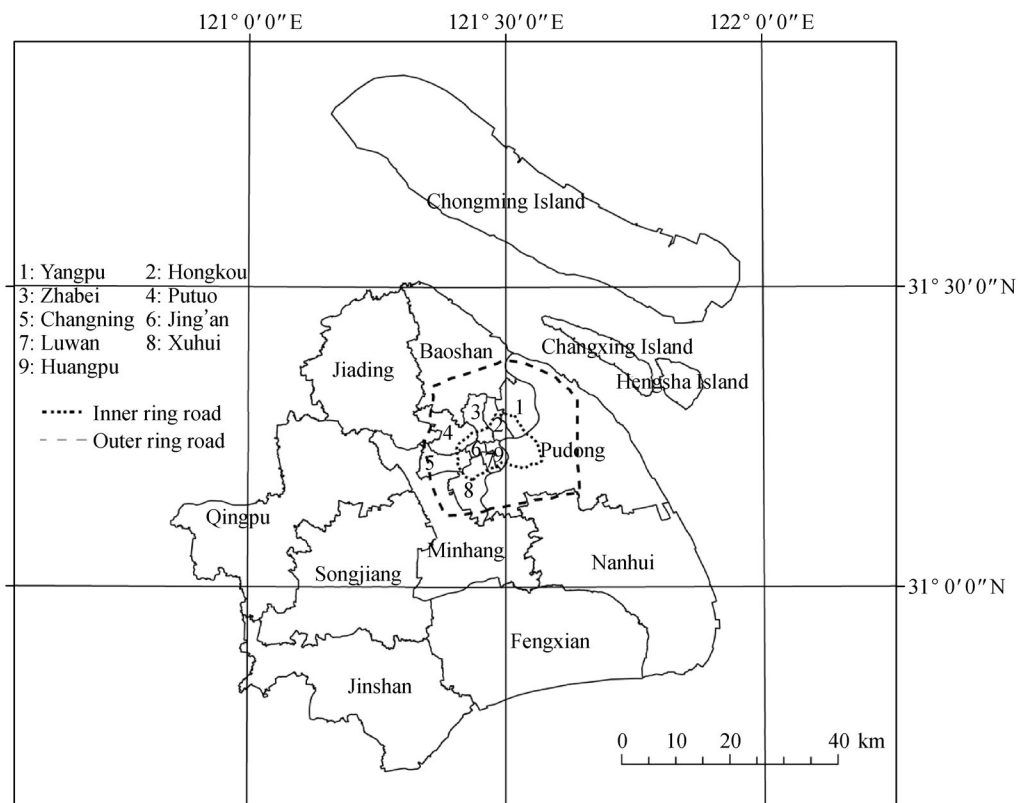 121° 0′0″E 121° 30′0″E 122° 0′0″E
Chongming Island
1: Yangpu 2: Hongkou
3: Zhabei 4: Putuo
5: Changning 6: Jing’an
7: Luwan 8: Xuhui
9: Huangpu
Inner ring road
Outer ring road
31° 30′0″N
Changxing Island
Hengsha Island
Baoshan
Jiading
1
3
2
4
Pudong
6
9
5
7
8
Qingpu
Minhang
Nanhui
Songjiang
31° 0′0″N
Fengxian
Jinshan
0 10 20 40 km